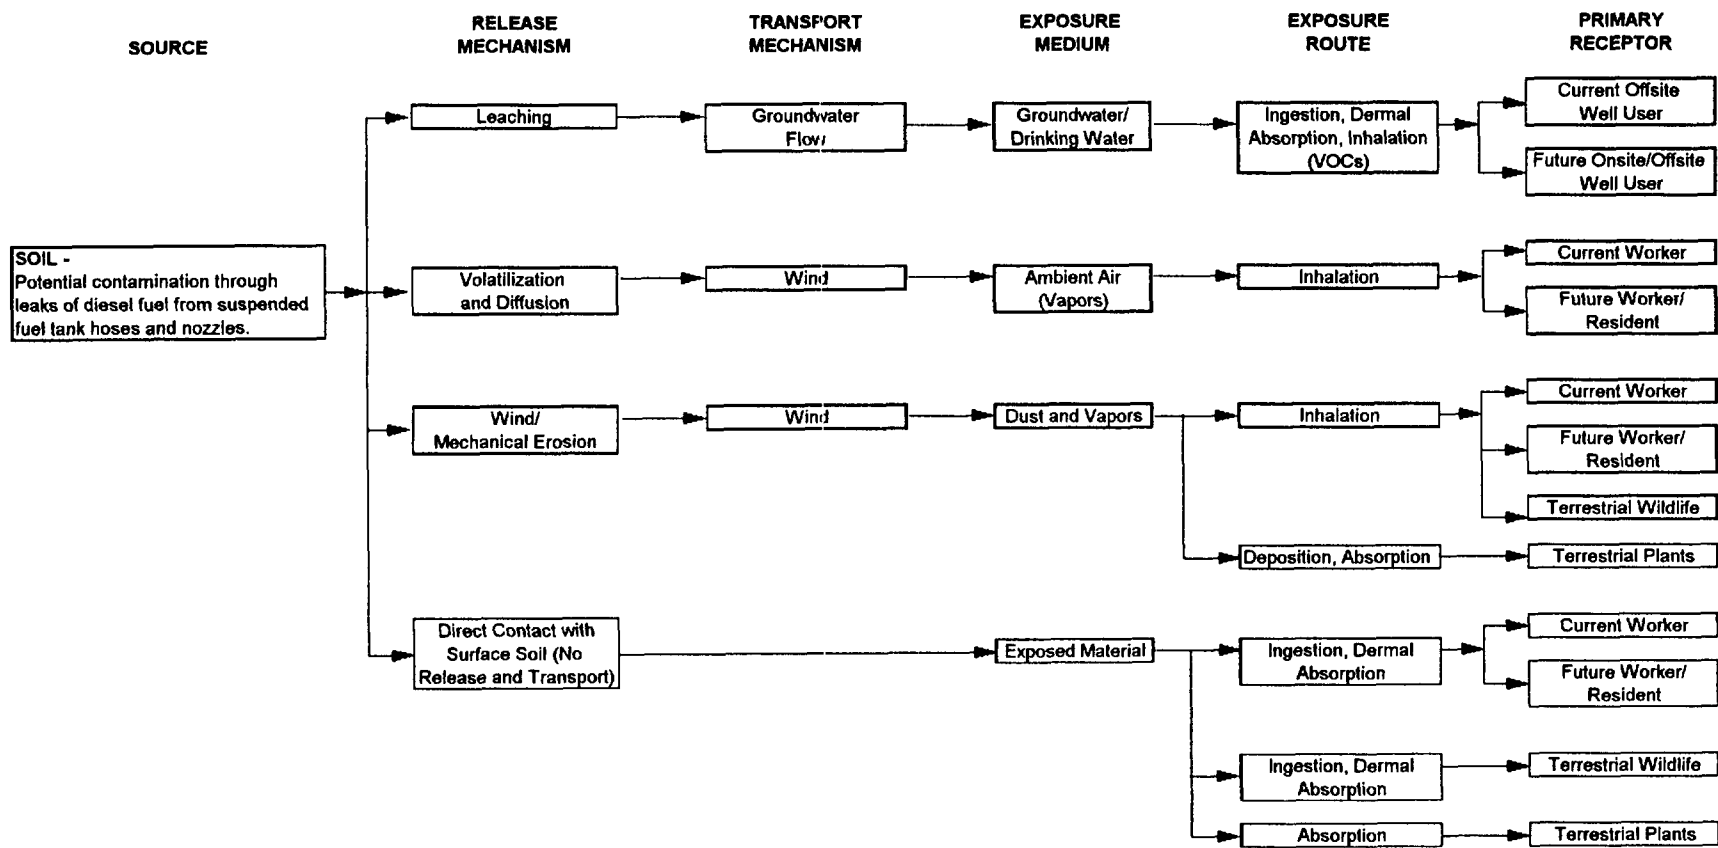 SOURCE
RELEASE
MECHANISM
TRANSPORT
MECHANISM
EXPOSURE
MEDIUM
EXPOSURE
ROUTE
PRIMARY
RECEPTOR
SOIL -
Potential contamination through
leaks of diesel fuel from suspended
fuel tank hoses and nozzles.
Leaching
Groundwater
Flow
Groundwater/
Drinking Water
Ingestion, Dermal
Absorption, Inhalation
(VOCs)
Current Offsite
Well User
Future Onsite/Offsite
Well User
Volatilization
and Diffusion
Wind
Ambient Air
(Vapors)
Inhalation
Current Worker
Future Worker/
Resident
Wind/
Mechanical Erosion
Wind
Dust and Vapors
Inhalation
Current Worker
Future Worker/
Resident
Terrestrial Wildlife
Deposition, Absorption
Terrestrial Plants
Direct Contact with
Surface Soil (No
Release and Transport)
Exposed Material
Ingestion, Dermal
Absorption
Current Worker
Future Worker/
Resident
Ingestion, Dermal
Absorption
Terrestrial Wildlife
Absorption
Terrestrial Plants